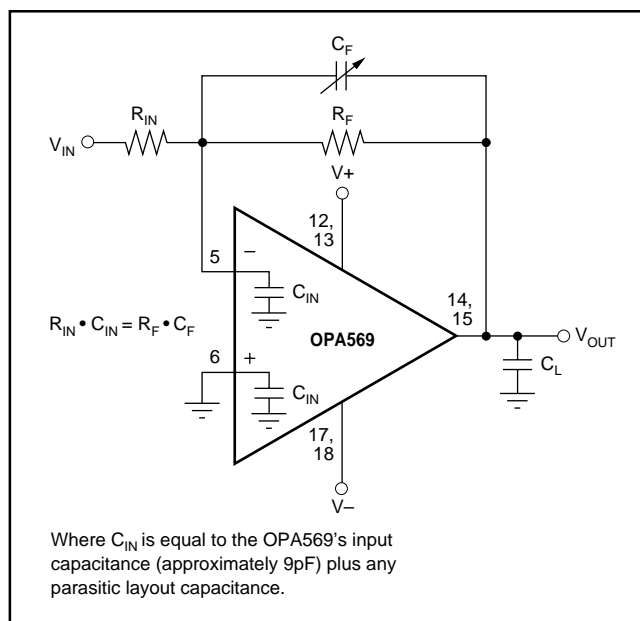 C_F
R_IN
R_F
V_IN
V+
12,
13
5
–
C_IN
14,
15
R_IN • C_IN = R_F • C_F
OPA569
V_OUT
6
+
C_IN
C_L
17,
18
V–
Where C_IN is equal to the OPA569's input
capacitance (approximately 9pF) plus any
parasitic layout capacitance.